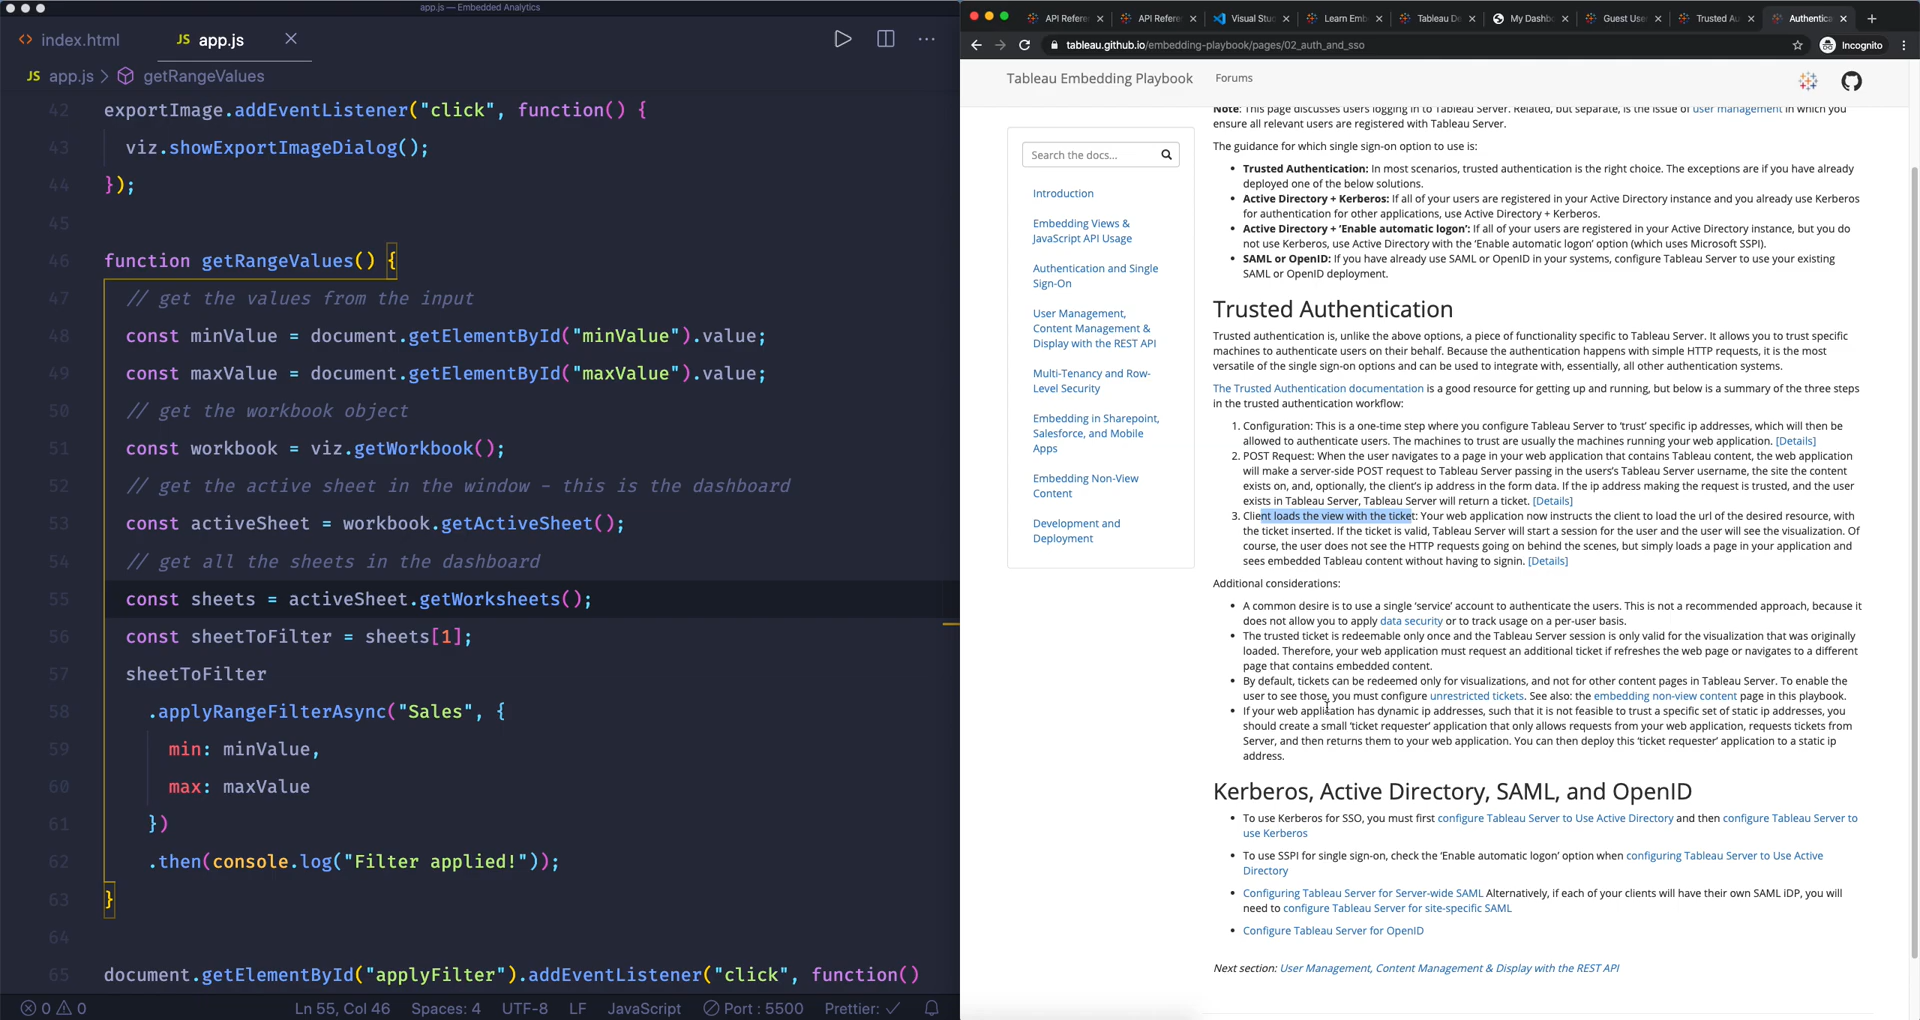 app.js — Embedded Analytics
<> index.html
JS app.js
JS app.js > getRangeValues
42 exportImage.addEventListener("click", function() {
43 viz.showExportImageDialog();
44 });
45
46 function getRangeValues() {
47 // get the values from the input
48 const minValue = document.getElementById("minValue").value;
49 const maxValue = document.getElementById("maxValue").value;
50 // get the workbook object
51 const workbook = viz.getWorkbook();
52 // get the active sheet in the window - this is the dashboard
53 const activeSheet = workbook.getActiveSheet();
54 // get all the sheets in the dashboard
55 const sheets = activeSheet.getWorksheets();
56 const sheetToFilter = sheets[1];
57 sheetToFilter
58 .applyRangeFilterAsync("Sales", {
59 min: minValue,
60 max: maxValue
61 })
62 .then(console.log("Filter applied!"));
63 }
64
65 document.getElementById("applyFilter").addEventListener("click", function()
0 0 Ln 55, Col 46 Spaces: 4 UTF-8 LF JavaScript Port : 5500 Prettier: ✓
API Refere API Refere Visual Stu Learn Emb Tableau De My Dashb Guest Use Trusted Au Authentica
tableau.github.io/embedding-playbook/pages/02_auth_and_sso Incognito
Tableau Embedding Playbook Forums
Search the docs...
Introduction
Embedding Views &
JavaScript API Usage
Authentication and Single
Sign-On
User Management,
Content Management &
Display with the REST API
Multi-Tenancy and Row-
Level Security
Embedding in Sharepoint,
Salesforce, and Mobile
Apps
Embedding Non-View
Content
Development and
Deployment
Note: This page discusses users logging in to Tableau Server. Related, but separate, is the issue of user management in which you
ensure all relevant users are registered with Tableau Server.
The guidance for which single sign-on option to use is:
• Trusted Authentication: In most scenarios, trusted authentication is the right choice. The exceptions are if you have already
deployed one of the below solutions.
• Active Directory + Kerberos: If all of your users are registered in your Active Directory instance and you already use Kerberos
for authentication for other applications, use Active Directory + Kerberos.
• Active Directory + ‘Enable automatic logon’: If all of your users are registered in your Active Directory instance, but you do
not use Kerberos, use Active Directory with the ‘Enable automatic logon’ option (which uses Microsoft SSPI).
• SAML or OpenID: If you have already use SAML or OpenID in your systems, configure Tableau Server to use your existing
SAML or OpenID deployment.
Trusted Authentication
Trusted authentication is, unlike the above options, a piece of functionality specific to Tableau Server. It allows you to trust specific
machines to authenticate users on their behalf. Because the authentication happens with simple HTTP requests, it is the most
versatile of the single sign-on options and can be used to integrate with, essentially, all other authentication systems.
The Trusted Authentication documentation is a good resource for getting up and running, but below is a summary of the three steps
in the trusted authentication workflow:
1. Configuration: This is a one-time step where you configure Tableau Server to ‘trust’ specific ip addresses, which will then be
allowed to authenticate users. The machines to trust are usually the machines running your web application. [Details]
2. POST Request: When the user navigates to a page in your web application that contains Tableau content, the web application
will make a server-side POST request to Tableau Server passing in the users’s Tableau Server username, the site the content
exists on, and, optionally, the client’s ip address in the form data. If the ip address making the request is trusted, and the user
exists in Tableau Server, Tableau Server will return a ticket. [Details]
3. Client loads the view with the ticket: Your web application now instructs the client to load the url of the desired resource, with
the ticket inserted. If the ticket is valid, Tableau Server will start a session for the user and the user will see the visualization. Of
course, the user does not see the HTTP requests going on behind the scenes, but simply loads a page in your application and
sees embedded Tableau content without having to signin. [Details]
Additional considerations:
• A common desire is to use a single ‘service’ account to authenticate the users. This is not a recommended approach, because it
does not allow you to apply data security or to track usage on a per-user basis.
• The trusted ticket is redeemable only once and the Tableau Server session is only valid for the visualization that was originally
loaded. Therefore, your web application must request an additional ticket if refreshes the web page or navigates to a different
page that contains embedded content.
• By default, tickets can be redeemed only for visualizations, and not for other content pages in Tableau Server. To enable the
user to see those, you must configure unrestricted tickets. See also: the embedding non-view content page in this playbook.
• If your web application has dynamic ip addresses, such that it is not feasible to trust a specific set of static ip addresses, you
should create a small ‘ticket requester’ application that only allows requests from your web application, requests tickets from
Server, and then returns them to your web application. You can then deploy this ‘ticket requester’ application to a static ip
address.
Kerberos, Active Directory, SAML, and OpenID
• To use Kerberos for SSO, you must first configure Tableau Server to Use Active Directory and then configure Tableau Server to
use Kerberos
• To use SSPI for single sign-on, check the ‘Enable automatic logon’ option when configuring Tableau Server to Use Active
Directory
• Configuring Tableau Server for Server-wide SAML Alternatively, if each of your clients will have their own SAML iDP, you will
need to configure Tableau Server for site-specific SAML
• Configure Tableau Server for OpenID
Next section: User Management, Content Management & Display with the REST API